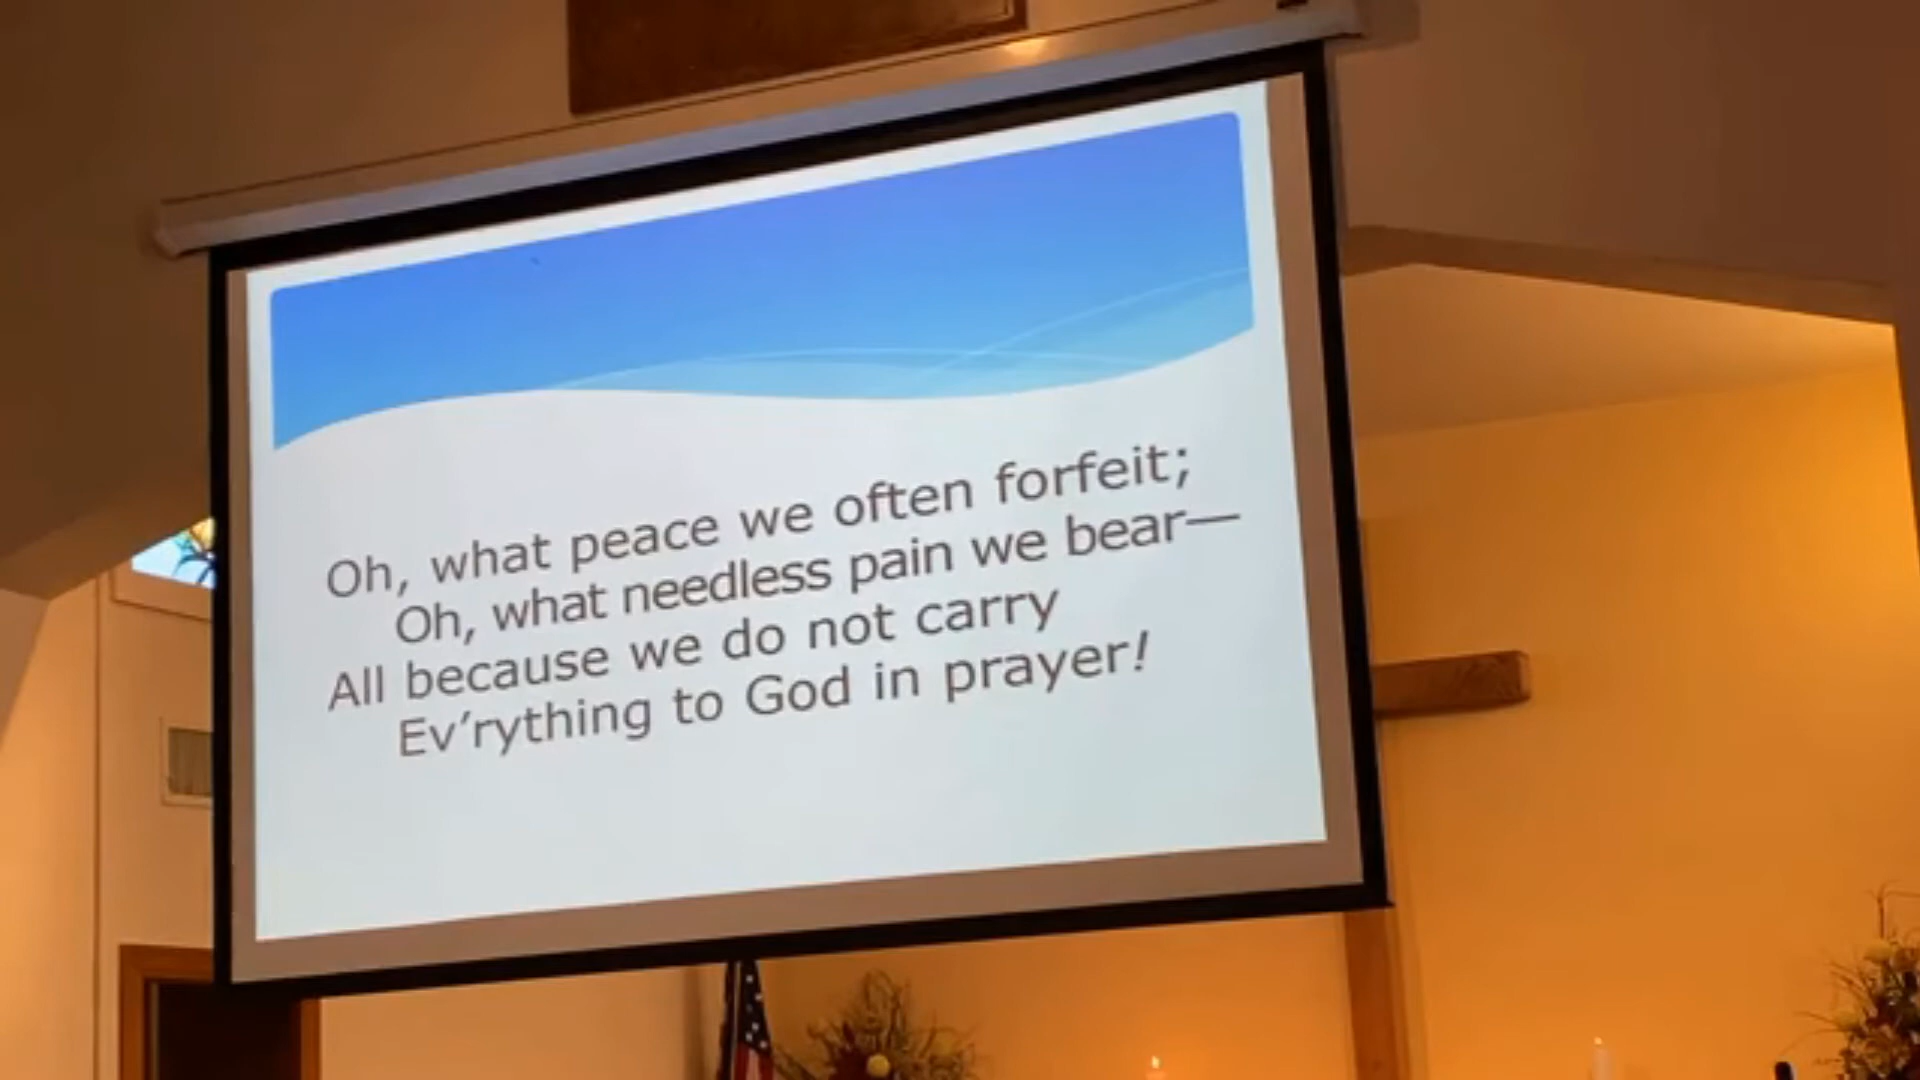 Oh, what peace we often forfeit;
Oh, what needless pain we bear—
All because we do not carry
Ev’rything to God in prayer!